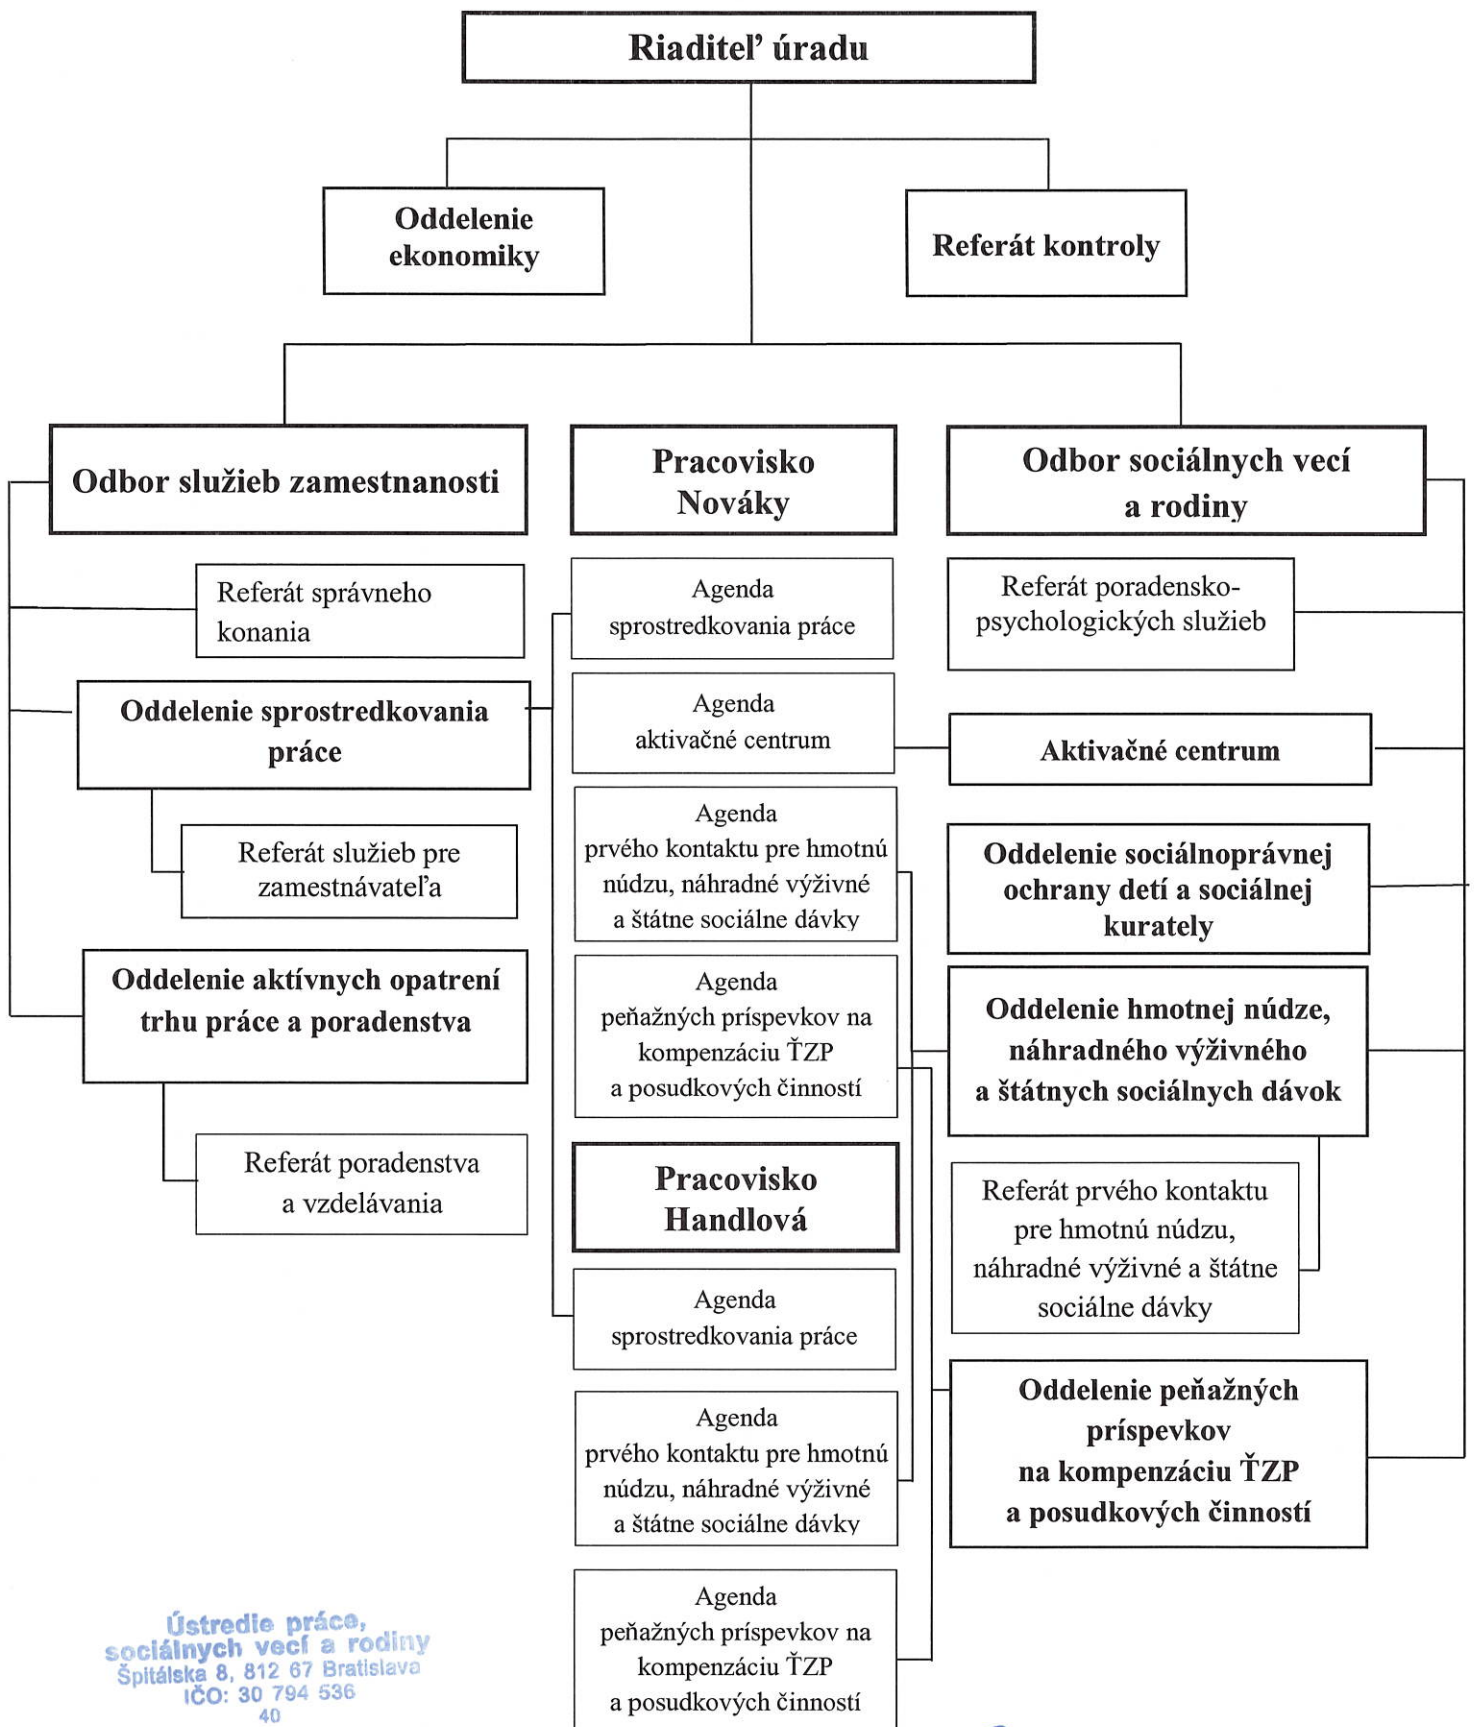 Riaditeľ úradu
Oddelenie
ekonomiky
Referát kontroly
Odbor služieb zamestnanosti
Referát správneho
konania
Oddelenie sprostredkovania
práce
Referát služieb pre
zamestnávateľa
Oddelenie aktívnych opatrení
trhu práce a poradenstva
Referát poradenstva
a vzdelávania
Pracovisko
Nováky
Agenda
sprostredkovania práce
Agenda
aktivačné centrum
Agenda
prvého kontaktu pre hmotnú
núdzu, náhradné výživné
a štátne sociálne dávky
Agenda
peňažných príspevkov na
kompenzáciu ŤZP
a posudkových činností
Pracovisko
Handlová
Agenda
sprostredkovania práce
Agenda
prvého kontaktu pre hmotnú
núdzu, náhradné výživné
a štátne sociálne dávky
Agenda
peňažných príspevkov na
kompenzáciu ŤZP
a posudkových činností
Odbor sociálnych vecí
a rodiny
Referát poradensko-
psychologických služieb
Aktivačné centrum
Oddelenie sociálnoprávnej
ochrany detí a sociálnej
kurately
Oddelenie hmotnej núdze,
náhradného výživného
a štátnych sociálnych dávok
Referát prvého kontaktu
pre hmotnú núdzu,
náhradné výživné a štátne
sociálne dávky
Oddelenie peňažných
príspevkov
na kompenzáciu ŤZP
a posudkových činností
Ústredie práce,
sociálnych vecí a rodiny
Špitálska 8, 812 67 Bratislava
IČO: 30 794 536
40